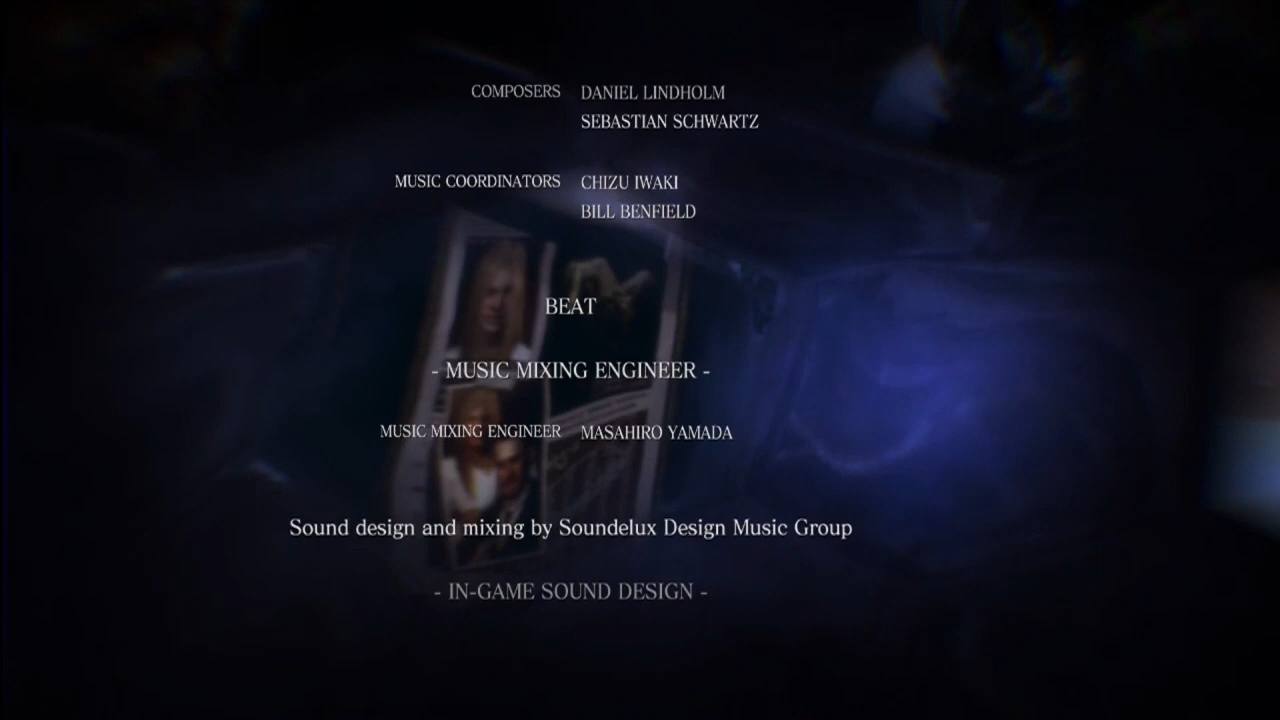 COMPOSERS DANIEL LINDHOLM
SEBASTIAN SCHWARTZ
MUSIC COORDINATORS CHIZU IWAKI
BILL BENFIELD
BEAT
- MUSIC MIXING ENGINEER -
MUSIC MIXING ENGINEER MASAHIRO YAMADA
Sound design and mixing by Soundelux Design Music Group
- IN-GAME SOUND DESIGN -